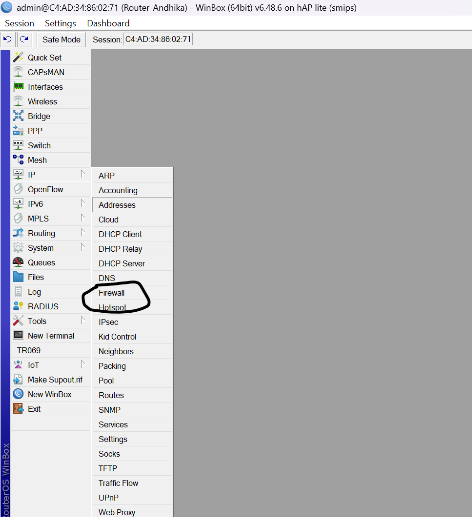 admin@C4:AD:34:86:02:71 (Router Andhika) - WinBox (64bit) v6.48.6 on hAP lite (smips)
Session Settings Dashboard
Safe Mode Session: C4:AD:34:86:02:71
Quick Set
CAPsMAN
Interfaces
Wireless
Bridge
PPP
Switch
Mesh
IP
OpenFlow
IPv6
MPLS
Routing
System
Queues
Files
Log
RADIUS
Tools
New Terminal
TR069
IoT
Make Supout.rif
New WinBox
Exit
ARP
Accounting
Addresses
Cloud
DHCP Client
DHCP Relay
DHCP Server
DNS
Firewall
Hotspot
IPsec
Kid Control
Neighbors
Packing
Pool
Routes
SNMP
Services
Settings
Socks
TFTP
Traffic Flow
UPnP
Web Proxy
outerOS WinBox